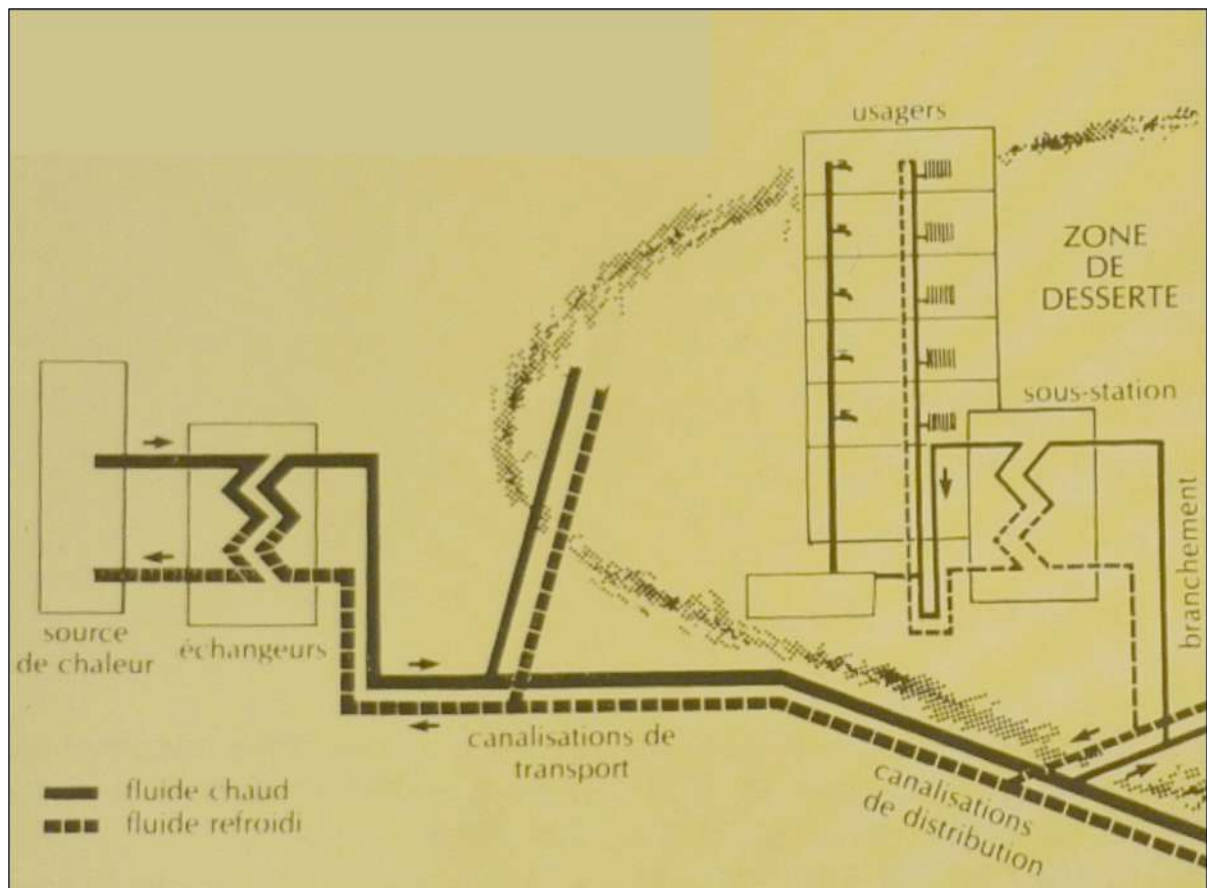 usagers
ZONE
DE
DESSERTE
sous-station
branchement
source
de chaleur
échangeurs
canalisations de
transport
canalisations
de distribution
fluide chaud
fluide refroidi